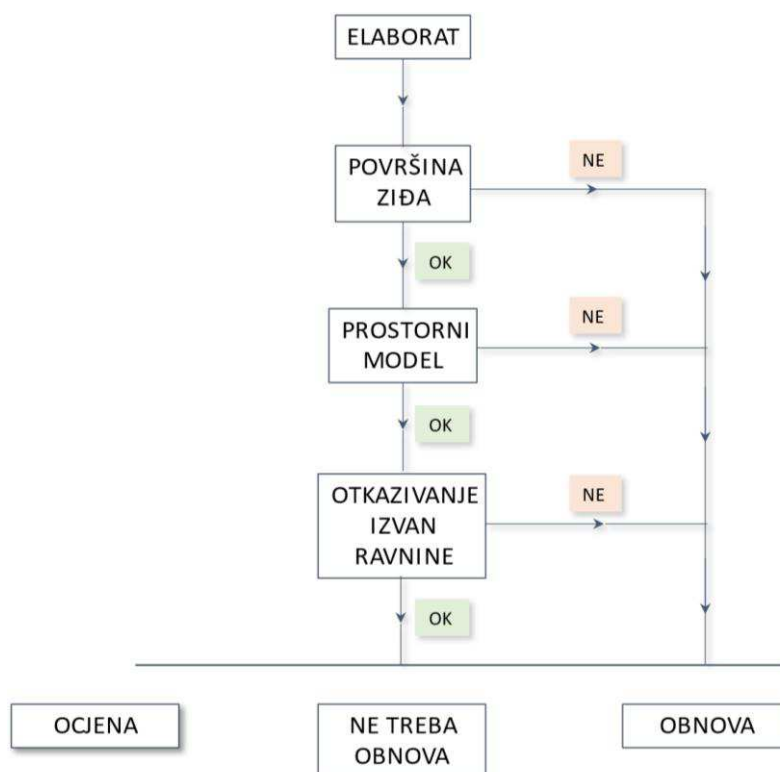 ELABORAT
POVRŠINA
ZIĐA
NE
OK
PROSTORNI
MODEL
NE
OK
OTKAZIVANJE
IZVAN
RAVNINE
NE
OK
OCJENA
NE TREBA
OBNOVA
OBNOVA